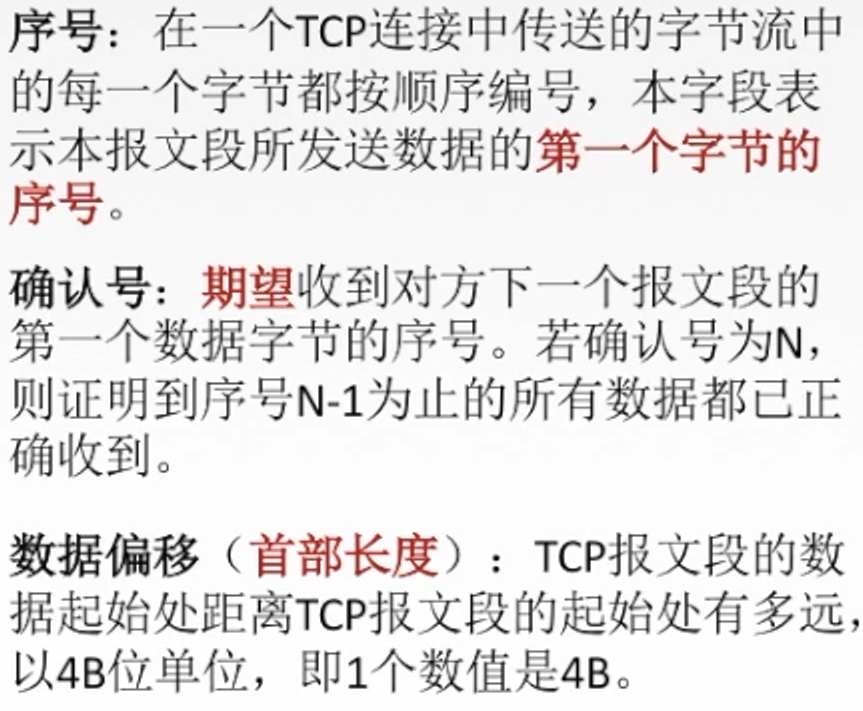 序号：在一个TCP连接中传送的字节流中
的每一个字节都按顺序编号，本字段表
示本报文段所发送数据的第一个字节的
序号。
确认号：期望收到对方下一个报文段的
第一个数据字节的序号。若确认号为N，
则证明到序号N-1为止的所有数据都已正
确收到。
数据偏移（首部长度）：TCP报文段的数
据起始处距离TCP报文段的起始处有多远，
以4B位单位，即1个数值是4B。